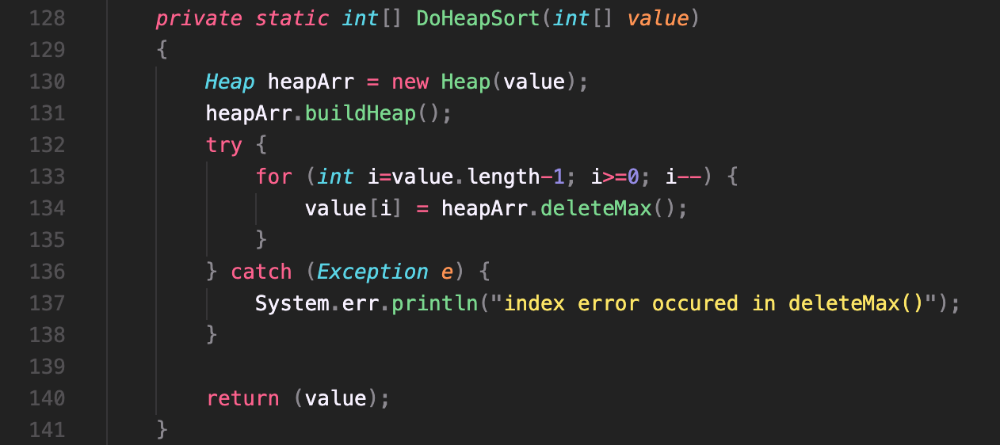 128 private static int[] DoHeapSort(int[] value)
129 {
130 Heap heapArr = new Heap(value);
131 heapArr.buildHeap();
132 try {
133 for (int i=value.length-1; i>=0; i--) {
134 value[i] = heapArr.deleteMax();
135 }
136 } catch (Exception e) {
137 System.err.println("index error occured in deleteMax()");
138 }
139
140 return (value);
141 }